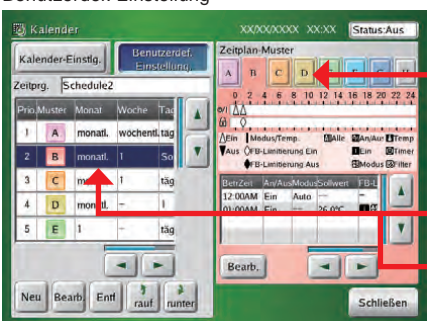 Benutzerdef. Einstellung
Kalender
XX/XX/XXXX XX:XX
Status:Aus
Kalender-Einstlg.
Benutzerdef. Einstellung
Zeitprg. Schedule2
Prio. Muster Monat Woche Tag
1 A monatl. wochentl. täg
2 B monatl. 1 So
3 C 1 täg
4 D monatl. – 1
5 E 1 – täg
Neu Bearb. Entf rauf runter
Zeitplan-Muster
A B C D
0 2 4 6 8 10 12 14 16 18 20 22 24
Ein Modus/Temp. Alle An/Aus Temp
Aus FB-Limitierung Ein Ein Timer
FB-Limitierung Aus Modus Filter
BetrZeit An/Aus Modus Sollwert FB-L
12:00AM Ein Auto -- –
01:00AM Ein -- 26.0°C
Bearb.
Schließen